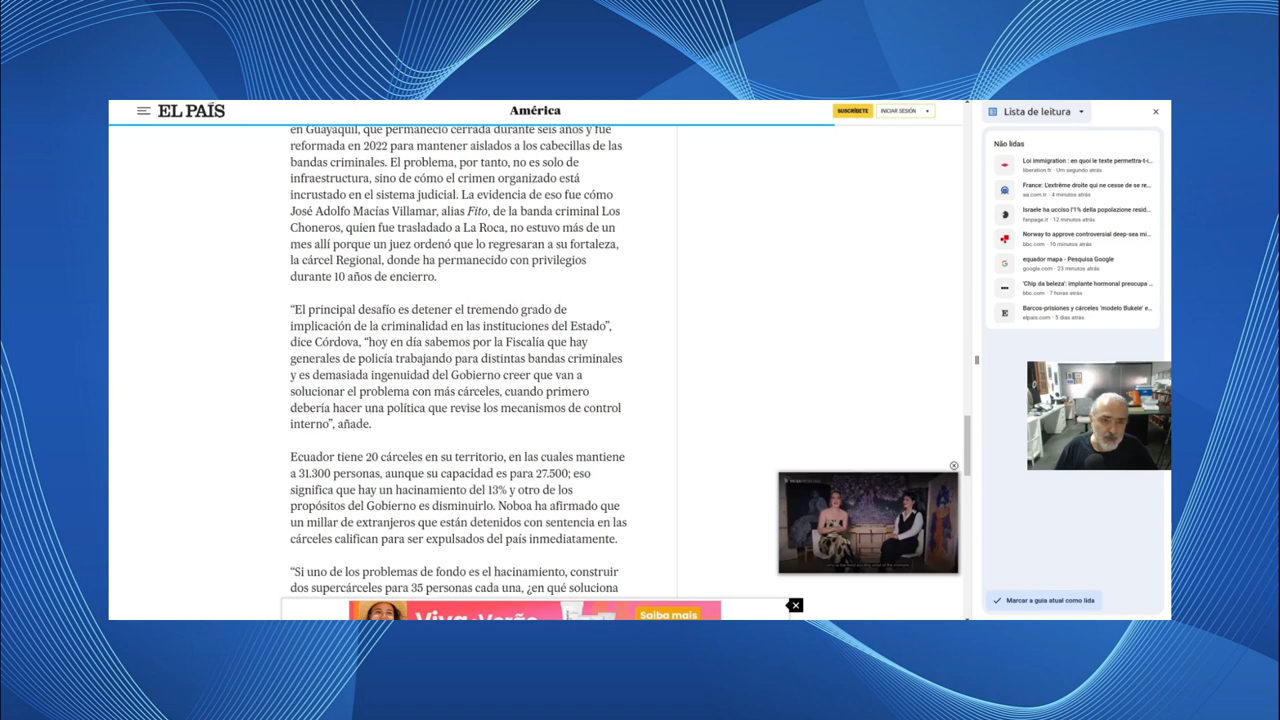 EL PAÍS
América
SUSCRÍBETE
INICIAR SESIÓN
en Guayaquil, que permaneció cerrada durante seis años y fue
reformada en 2022 para mantener aislados a los cabecillas de las
bandas criminales. El problema, por tanto, no es solo de
infraestructura, sino de cómo el crimen organizado está
incrustado en el sistema judicial. La evidencia de eso fue cómo
José Adolfo Macías Villamar, alias Fito, de la banda criminal Los
Choneros, quien fue trasladado a La Roca, no estuvo más de un
mes allí porque un juez ordenó que lo regresaran a su fortaleza,
la cárcel Regional, donde ha permanecido con privilegios
durante 10 años de encierro.
“El principal desafío es detener el tremendo grado de
implicación de la criminalidad en las instituciones del Estado”,
dice Córdova, “hoy en día sabemos por la Fiscalía que hay
generales de policía trabajando para distintas bandas criminales
y es demasiada ingenuidad del Gobierno creer que van a
solucionar el problema con más cárceles, cuando primero
debería hacer una política que revise los mecanismos de control
interno”, añade.
Ecuador tiene 20 cárceles en su territorio, en las cuales mantiene
a 31.300 personas, aunque su capacidad es para 27.500; eso
significa que hay un hacinamiento del 13% y otro de los
propósitos del Gobierno es disminuirlo. Noboa ha afirmado que
un millar de extranjeros que están detenidos con sentencia en las
cárceles califican para ser expulsados del país inmediatamente.
“Si uno de los problemas de fondo es el hacinamiento, construir
dos supercárceles para 35 personas cada una, ¿en qué soluciona
Viva o Verão
Saiba mais
Lista de leitura
Não lidas
Loi immigration : en quoi le texte permettra-t-i...
liberation.fr · Um segundo atrás
France: L'extrême droite qui ne cesse de se re...
aa.com.tr · 4 minutos atrás
Israele ha ucciso l'1% della popolazione resid...
fanpage.it · 12 minutos atrás
Norway to approve controversial deep-sea mi...
bbc.com · 16 minutos atrás
equador mapa - Pesquisa Google
google.com · 23 minutos atrás
'Chip da beleza': implante hormonal preocupa ...
bbc.com · 7 horas atrás
Barcos-prisiones y cárceles 'modelo Bukele' e...
elpais.com · 5 dias atrás
Marcar a guia atual como lida